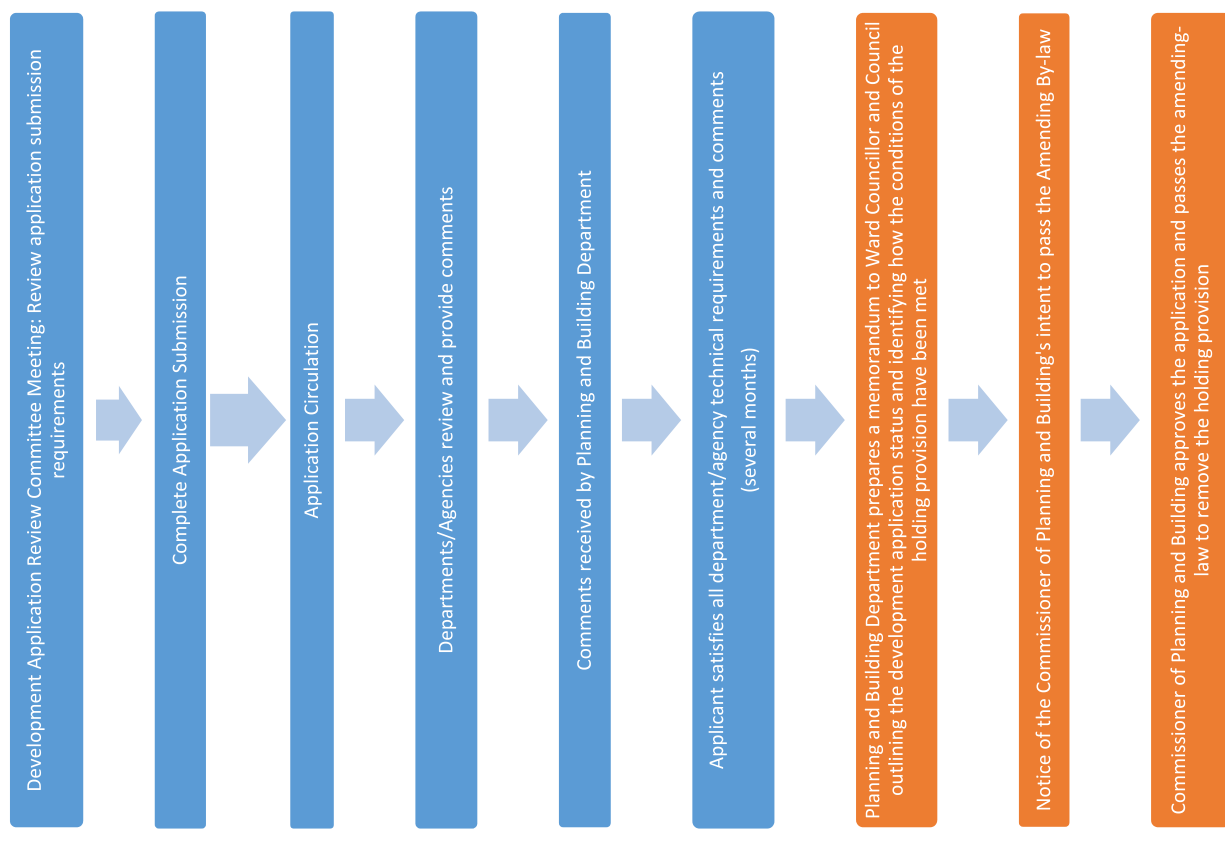 Development Application Review Committee Meeting: Review application submission
requirements
Complete Application Submission
Application Circulation
Departments/Agencies review and provide comments
Comments received by Planning and Building Department
Applicant satisfies all department/agency technical requirements and comments
(several months)
Planning and Building Department prepares a memorandum to Ward Councillor and Council
outlining the development application status and identifying how the conditions of the
holding provision have been met
Notice of the Commissioner of Planning and Building's intent to pass the Amending By-law
Commissioner of Planning and Building approves the application and passes the amending-
law to remove the holding provision